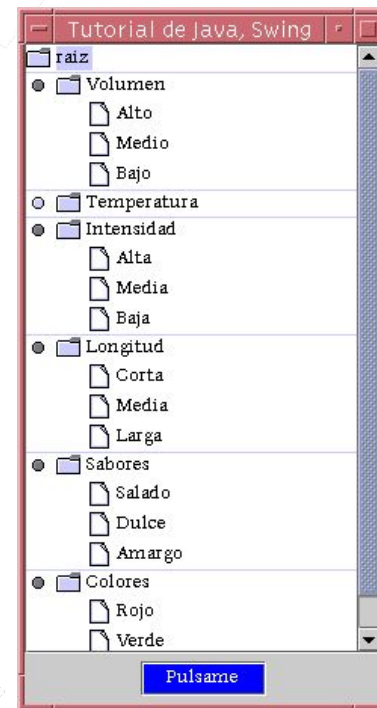 Tutorial de Java, Swing
raiz
Volumen
Alto
Medio
Bajo
Temperatura
Intensidad
Alta
Media
Baja
Longitud
Corta
Media
Larga
Sabores
Salado
Dulce
Amargo
Colores
Rojo
Verde
Pulsame